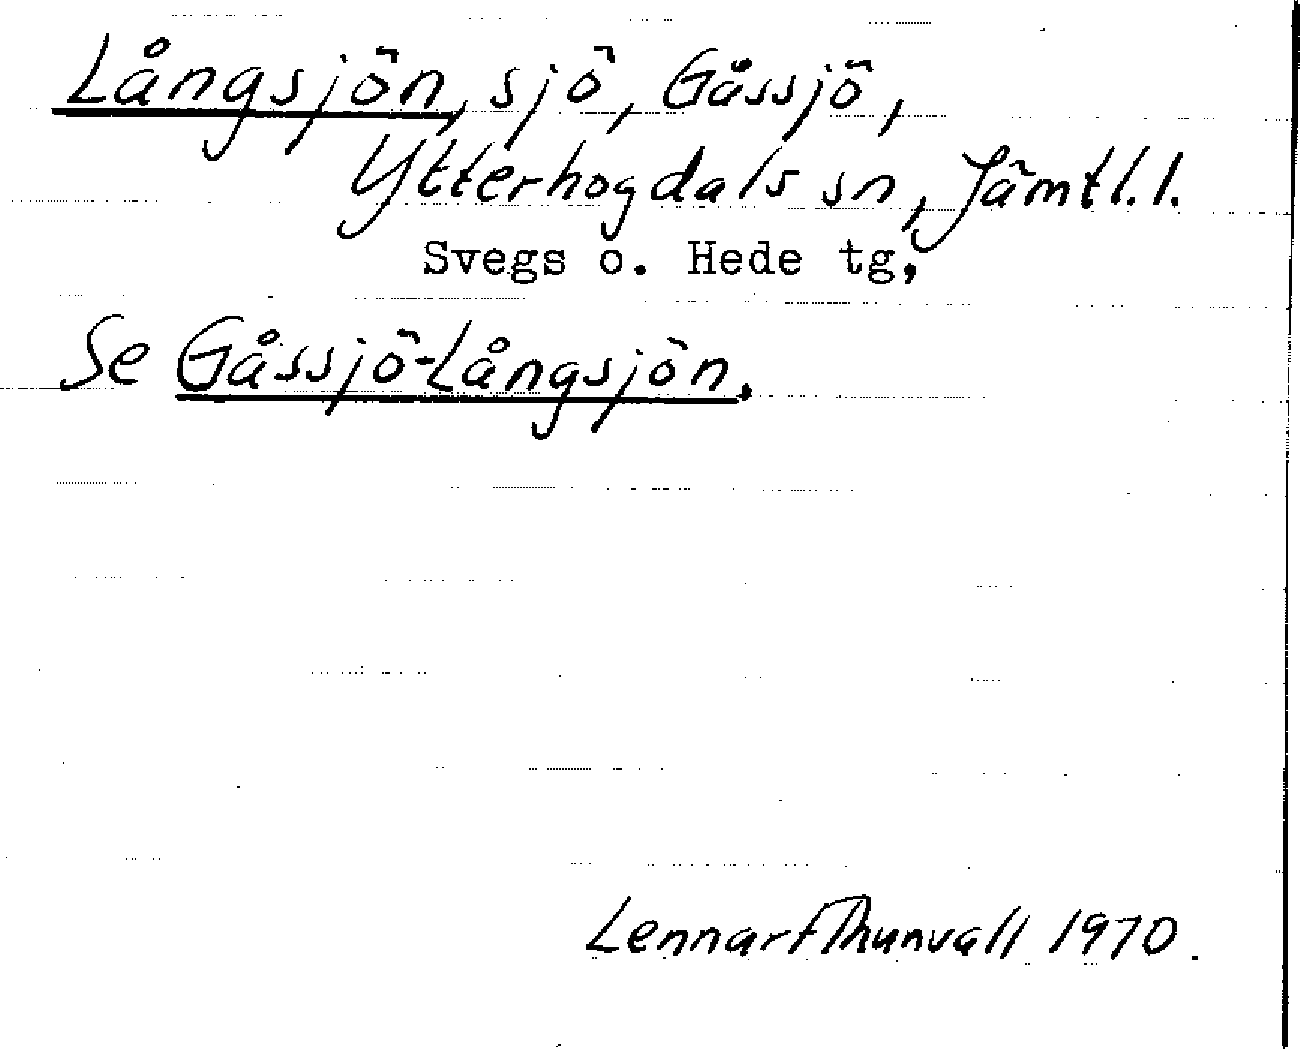 Långsjön, sjö, Gåssjö,
Ytterhogdals sn, Jämtl.l.
Svegs o. Hede tg,
Se Gåssjö-Långsjön.
Lennart Thunvall 1970.